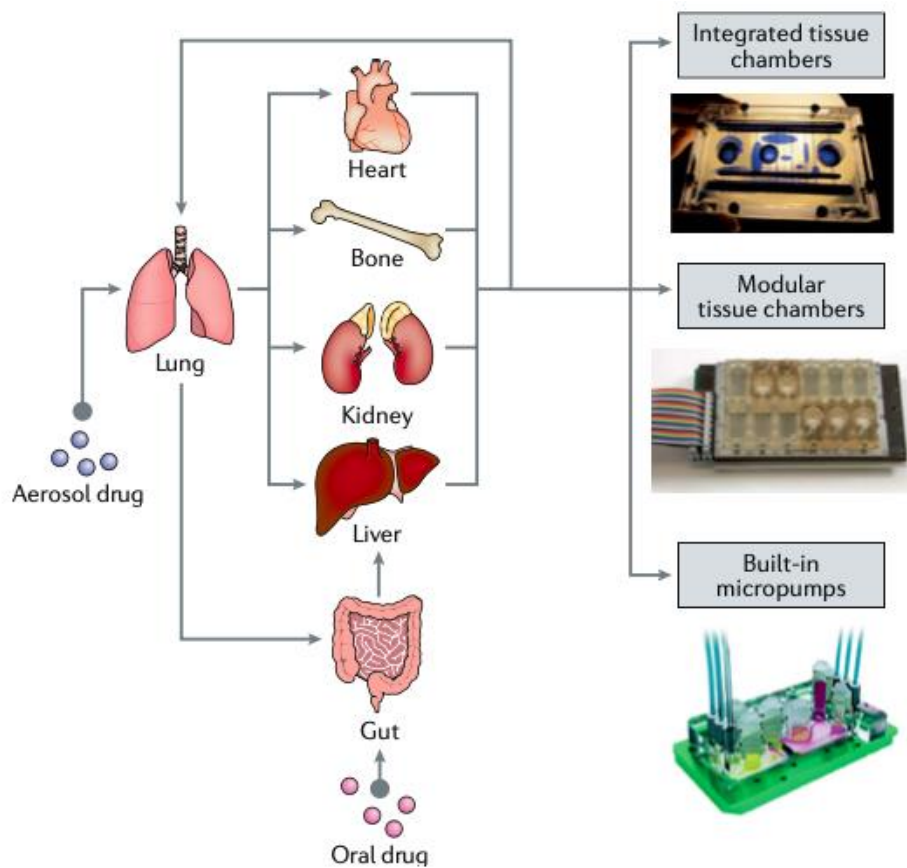 Integrated tissue
chambers
Heart
Bone
Modular
tissue chambers
Lung
Kidney
Aerosol drug
Liver
Built-in
micropumps
Gut
Oral drug